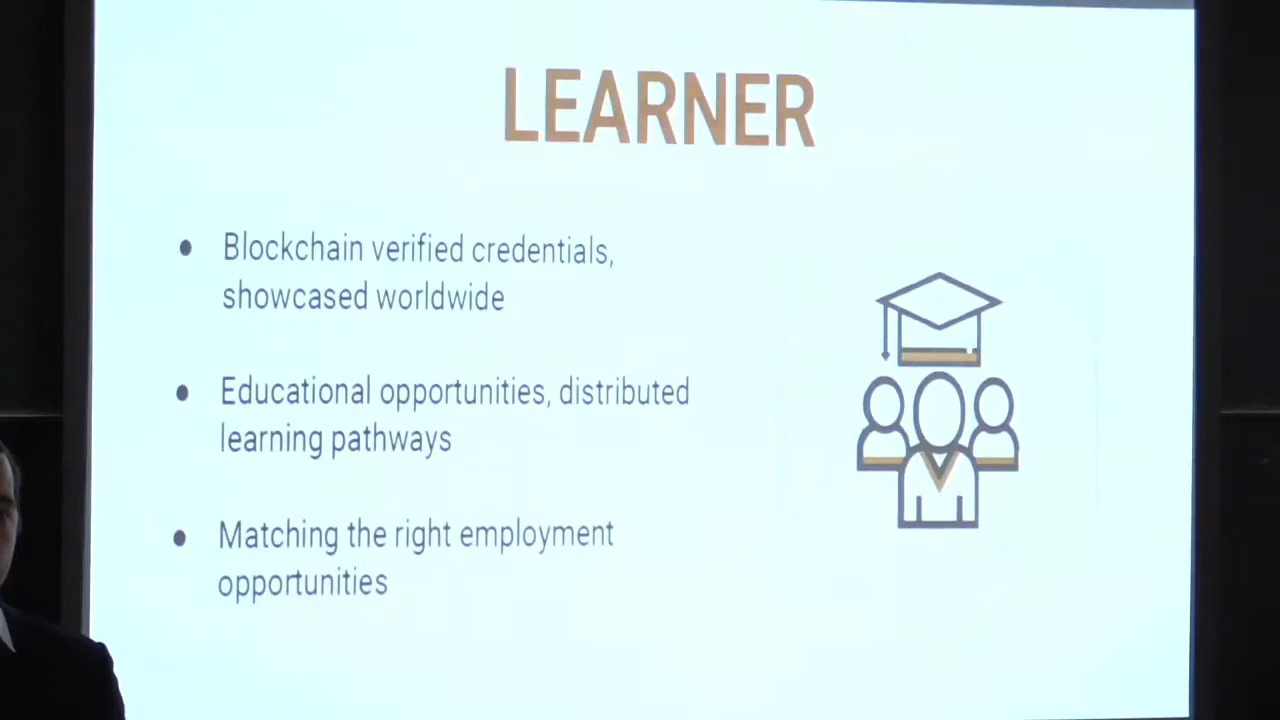 LEARNER
● Blockchain verified credentials,
showcased worldwide
● Educational opportunities, distributed
learning pathways
● Matching the right employment
opportunities